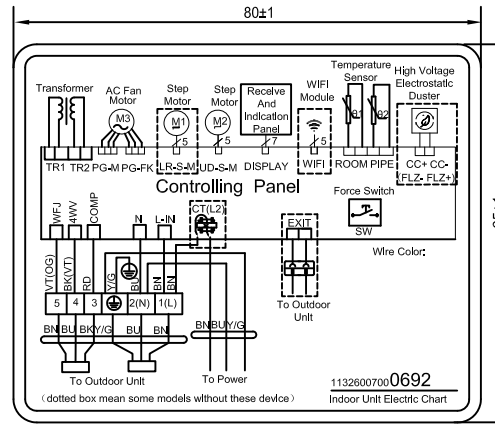 80±1
Transformer
AC Fan
Motor
Step
Motor
Step
Motor
Receive
And
Indication
Panel
WIFI
Module
Temperature
Sensor
High Voltage
Electrostatic
Duster
M3
M1
M2
θ1
θ2
5
5
7
5
TR1 TR2 PG-M PG-FK LR-S-M UD-S-M DISPLAY WIFI ROOM PIPE CC+ CC-
(FLZ- FLZ+)
Controlling Panel
Force Switch
SW
WFJ
4WV
COMP
N
L-IN
CT(L2)
EXIT
Wire Color:
VT(OG)
BK(VT)
RD
Y/G
BU
BN
BN
5 4 3 2(N) 1(L)
BN BU BK Y/G BU BN
BN BU Y/G
To Outdoor
Unit
To Outdoor Unit
To Power
(dotted box mean some models without these device)
11326007000692
Indoor Unit Electric Chart